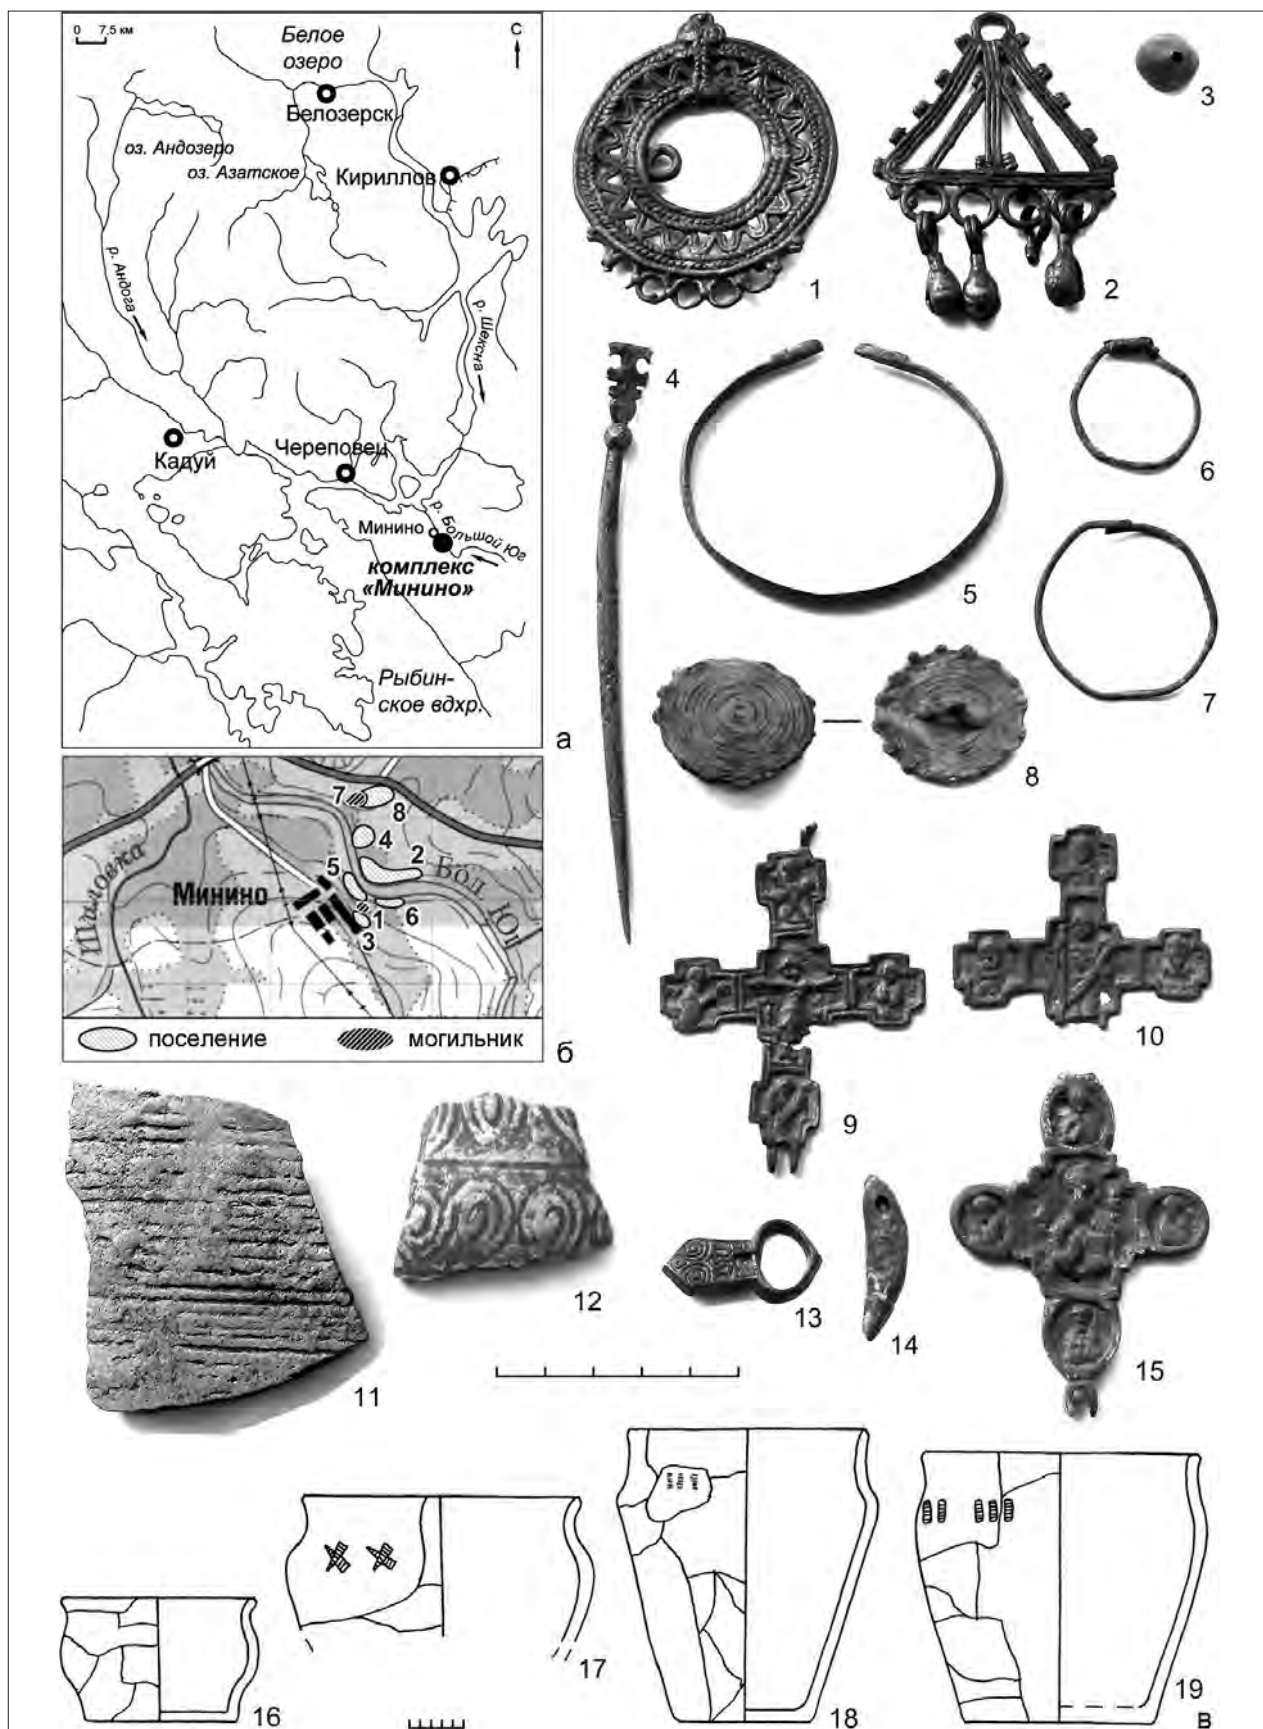 0 7,5 км
С
Белое
озеро
Белозерск
оз. Андозеро
оз. Азатское
Кириллов
р. Андога
р. Шексна
Череповец
Кадуй
р. Большой Юг
Минино
комплекс
«Минино»
Рыбин-
ское вдхр.
а
7
8
4
2
5
Бол. Юг
Шиловка
Минино
1
6
3
поселение
могильник
б
1
2
3
4
5
6
7
8
9
10
11
12
13
14
15
16
17
18
19
в